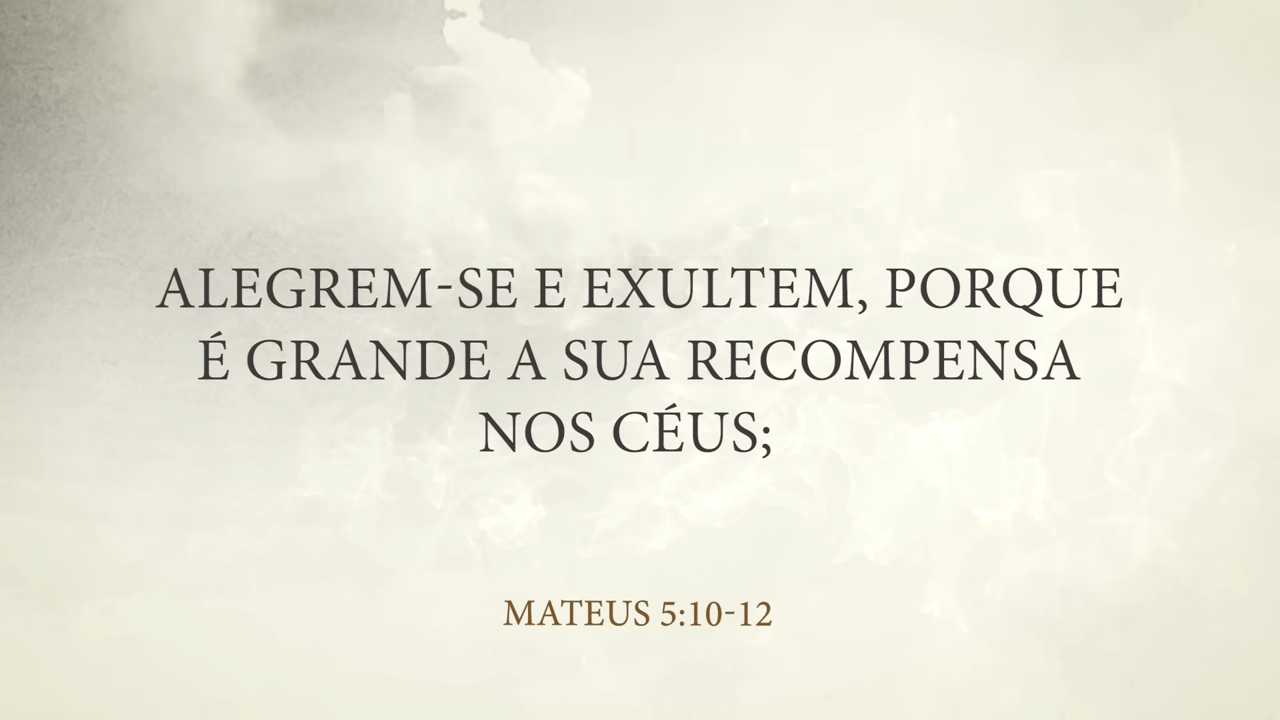 ALEGREM-SE E EXULTEM, PORQUE
É GRANDE A SUA RECOMPENSA
NOS CÉUS;
MATEUS 5:10-12